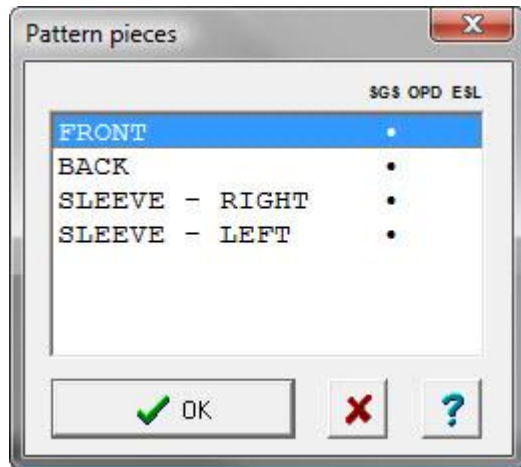 Pattern pieces
SGS OPD ESL
FRONT •
BACK •
SLEEVE - RIGHT •
SLEEVE - LEFT •
OK
?